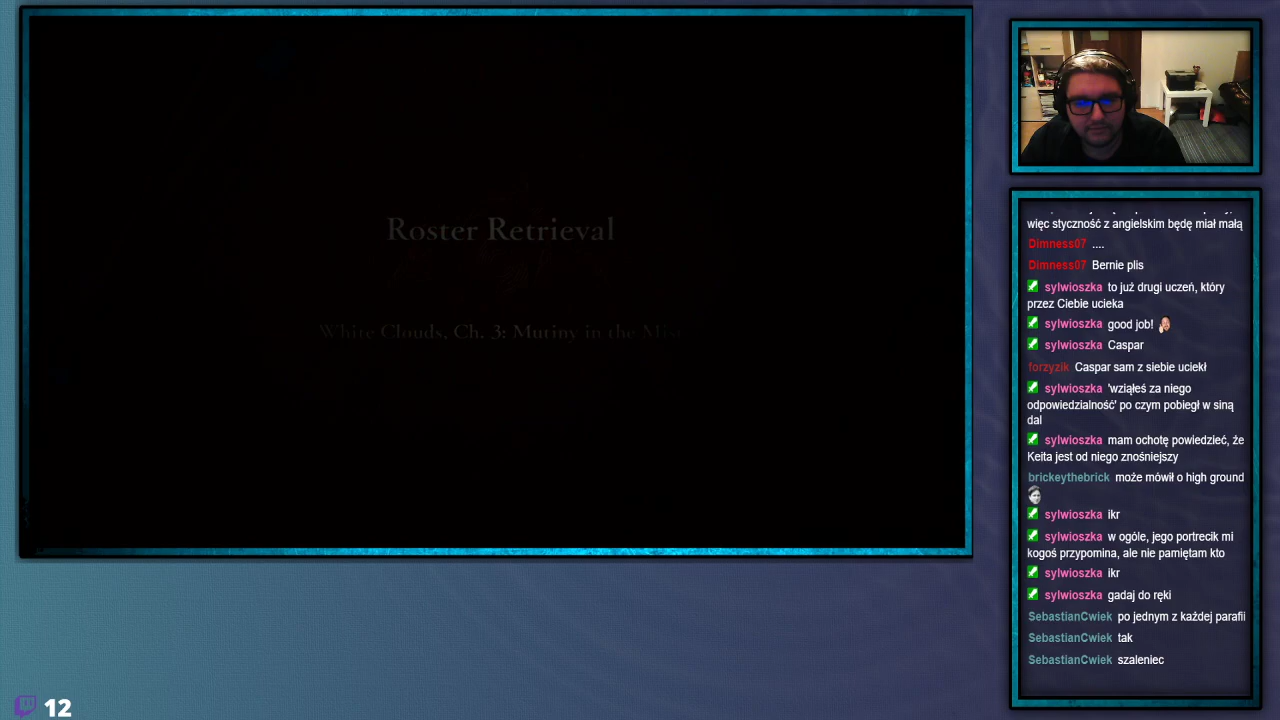 Roster Retrieval
White Clouds, Ch. 3: Mutiny in the Mist
więc styczność z angielskim będę miał małą
Dimness07 ....
Dimness07 Bernie plis
sylwioszka to już drugi uczeń, który
przez Ciebie ucieka
sylwioszka good job!
sylwioszka Caspar
forzyzik Caspar sam z siebie uciekł
sylwioszka 'wziąłeś za niego
odpowiedzialność' po czym pobiegł w siną
dal
sylwioszka mam ochotę powiedzieć, że
Keita jest od niego znośniejszy
brickeythebrick może mówił o high ground
sylwioszka ikr
sylwioszka w ogóle, jego portrecik mi
kogoś przypomina, ale nie pamiętam kto
sylwioszka ikr
sylwioszka gadaj do ręki
SebastianCwiek po jednym z każdej parafii
SebastianCwiek tak
SebastianCwiek szaleniec
12